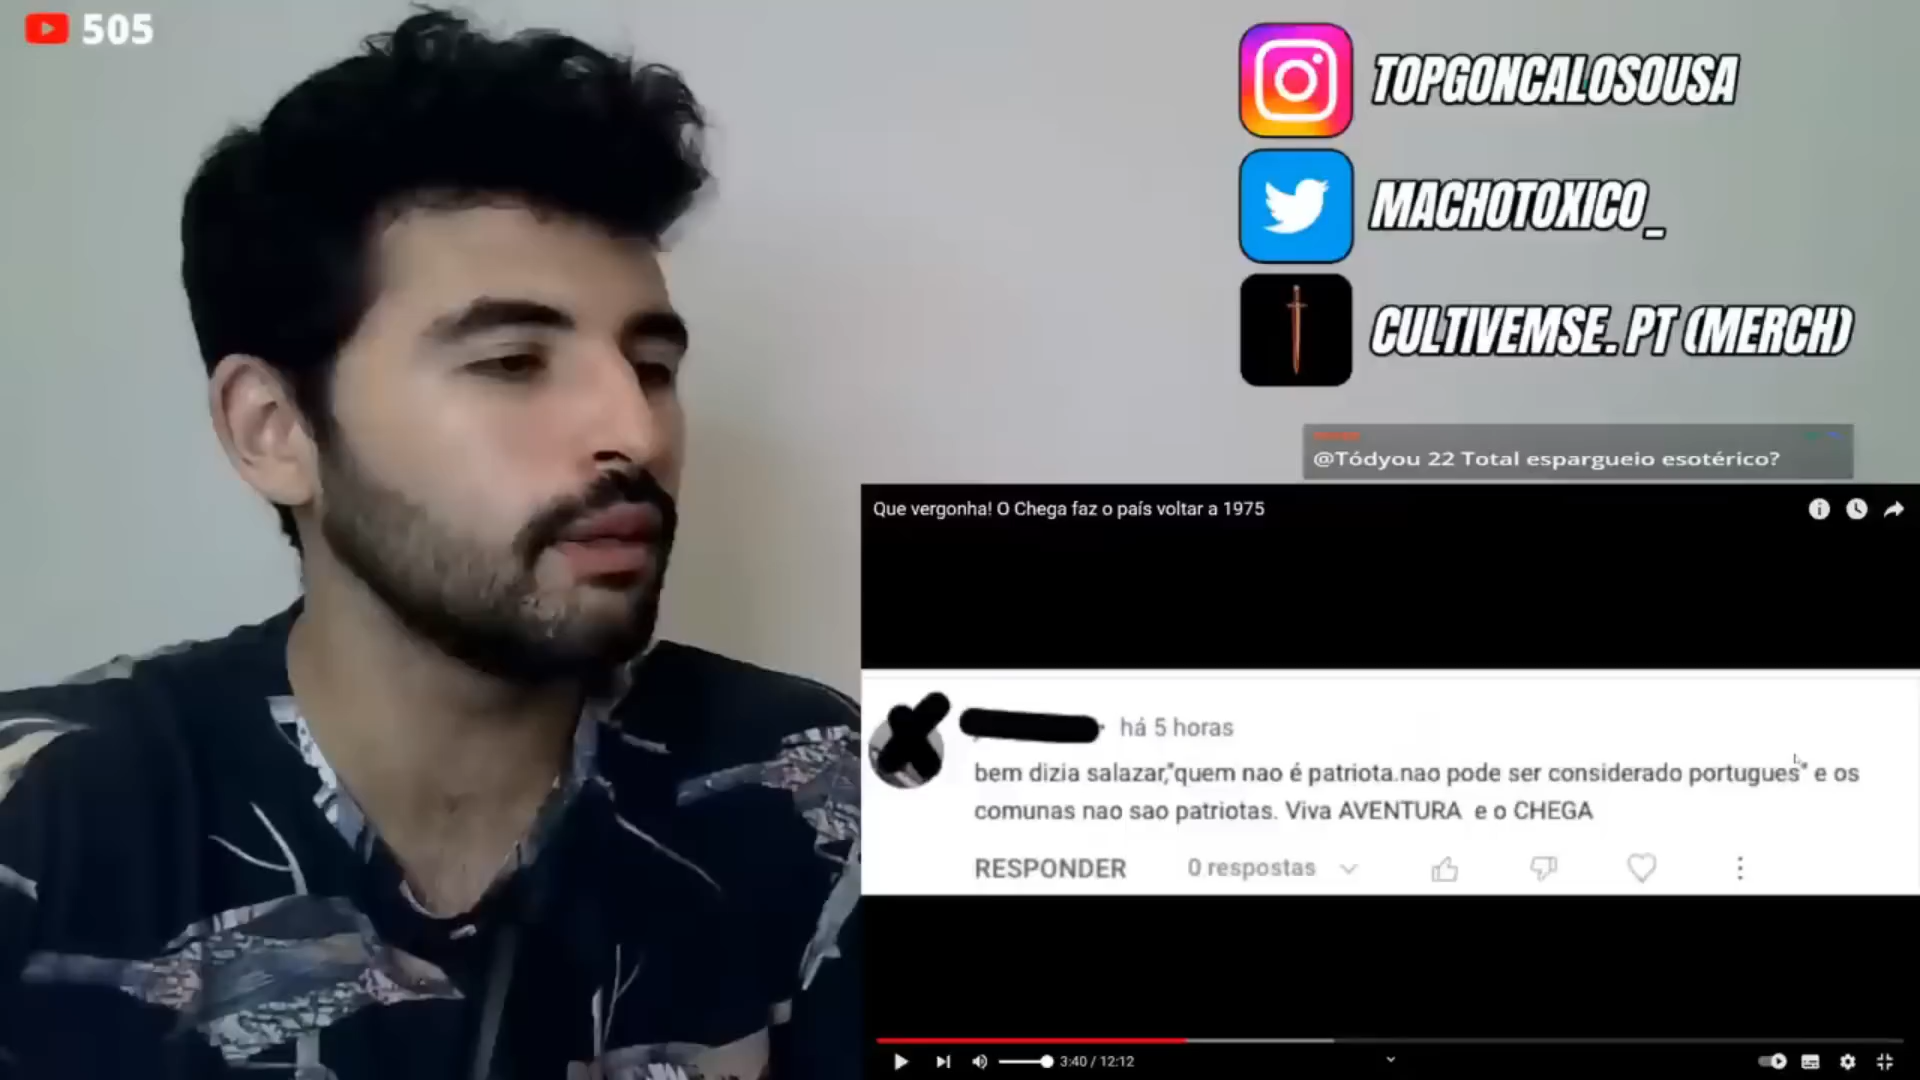 505
TOPGONCALOSOUSA
MACHOTOXICO_
CULTIVEMSE.PT (MERCH)
@Tódyou 22 Total espargueio esotérico?
Que vergonha! O Chega faz o país voltar a 1975
há 5 horas
bem dizia salazar,"quem nao é patriota.nao pode ser considerado portugues" e os
comunas nao sao patriotas. Viva AVENTURA e o CHEGA
RESPONDER 0 respostas
3:40 / 12:12